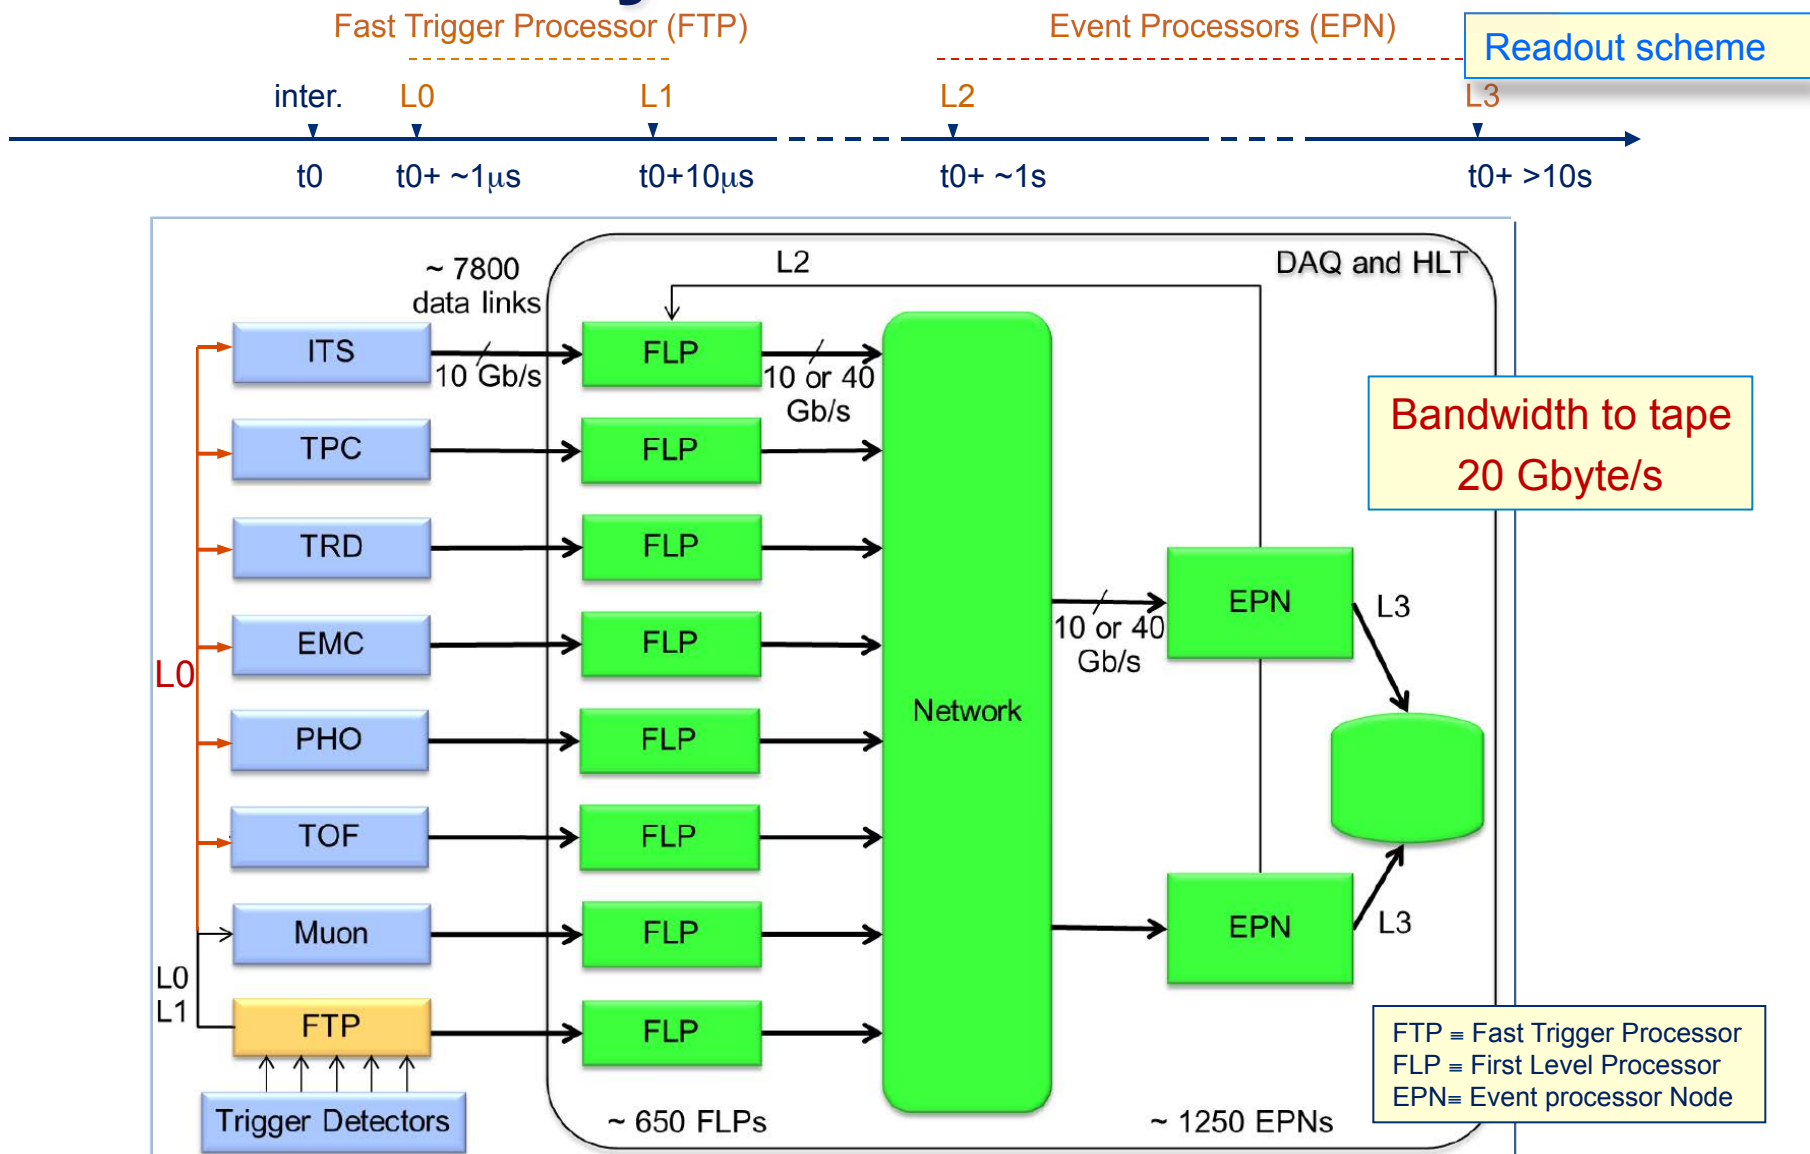 Fast Trigger Processor (FTP)
Event Processors (EPN)
Readout scheme
inter.
L0
L1
L2
L3
t0
t0+ ~1μs
t0+10μs
t0+ ~1s
t0+ >10s
~ 7800
data links
L2
DAQ and HLT
ITS
10 Gb/s
FLP
10 or 40
Gb/s
Bandwidth to tape
20 Gbyte/s
TPC
FLP
TRD
FLP
EPN
L3
10 or 40
Gb/s
EMC
FLP
L0
Network
PHO
FLP
TOF
FLP
Muon
FLP
EPN
L3
L0
L1
FTP
FLP
FTP ≡ Fast Trigger Processor
FLP ≡ First Level Processor
EPN≡ Event processor Node
Trigger Detectors
~ 650 FLPs
~ 1250 EPNs